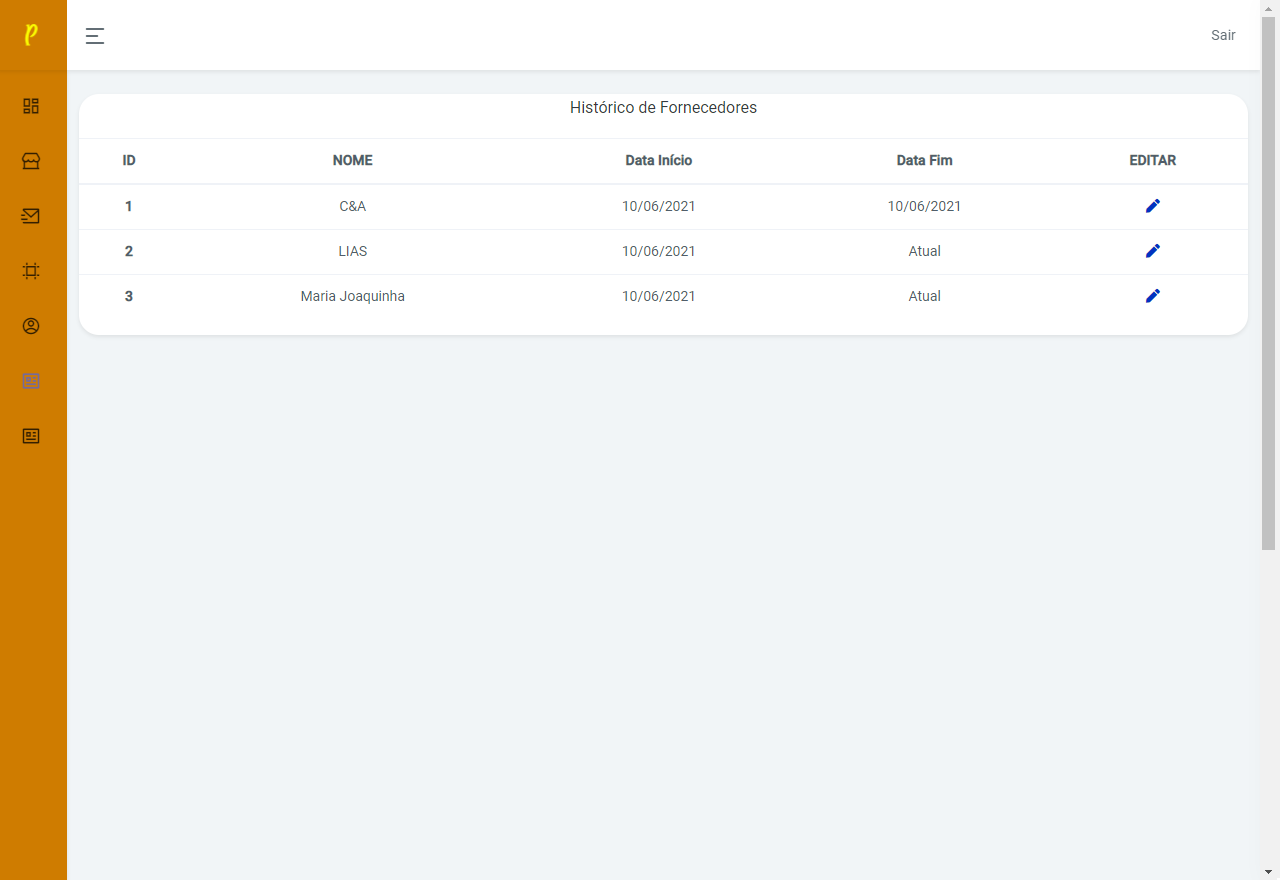 p
Sair
Histórico de Fornecedores
ID NOME Data Início Data Fim EDITAR
1 C&A 10/06/2021 10/06/2021
2 LIAS 10/06/2021 Atual
3 Maria Joaquinha 10/06/2021 Atual